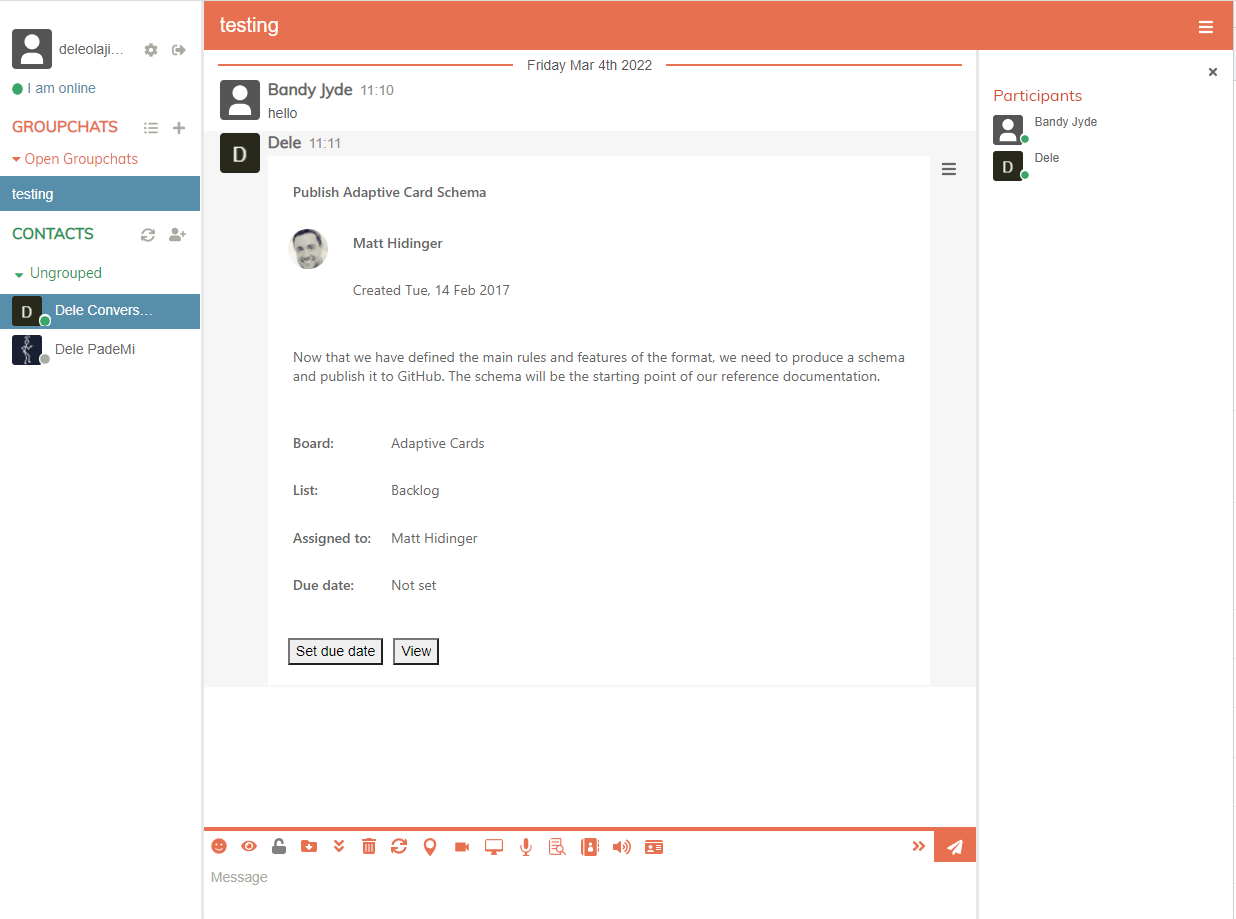 deleolaji...
I am online
GROUPCHATS
Open Groupchats
testing
CONTACTS
Ungrouped
D
Dele Convers...
Dele PadeMi
testing
Friday Mar 4th 2022
Bandy Jyde 11:10
hello
D
Dele 11:11
Publish Adaptive Card Schema
Matt Hidinger
Created Tue, 14 Feb 2017
Now that we have defined the main rules and features of the format, we need to produce a schema
and publish it to GitHub. The schema will be the starting point of our reference documentation.
Board: Adaptive Cards
List: Backlog
Assigned to: Matt Hidinger
Due date: Not set
Set due date View
Message
×
Participants
Bandy Jyde
D
Dele